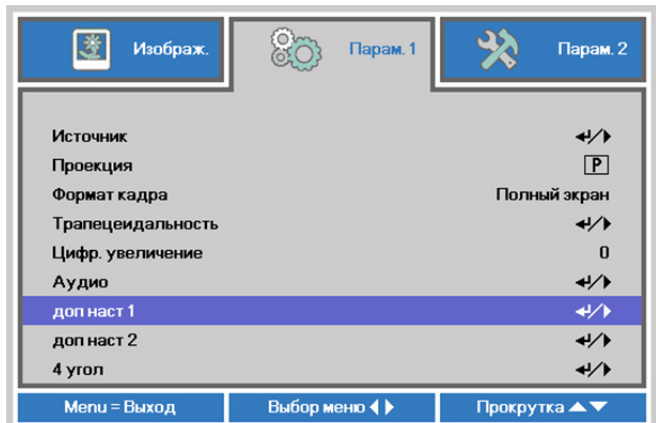 Изображ. Парам. 1 Парам. 2
Источник
Проекция P
Формат кадра Полный экран
Трапецеидальность
Цифр. увеличение 0
Аудио
доп наст 1
доп наст 2
4 угол
Menu = Выход Выбор меню Прокрутка